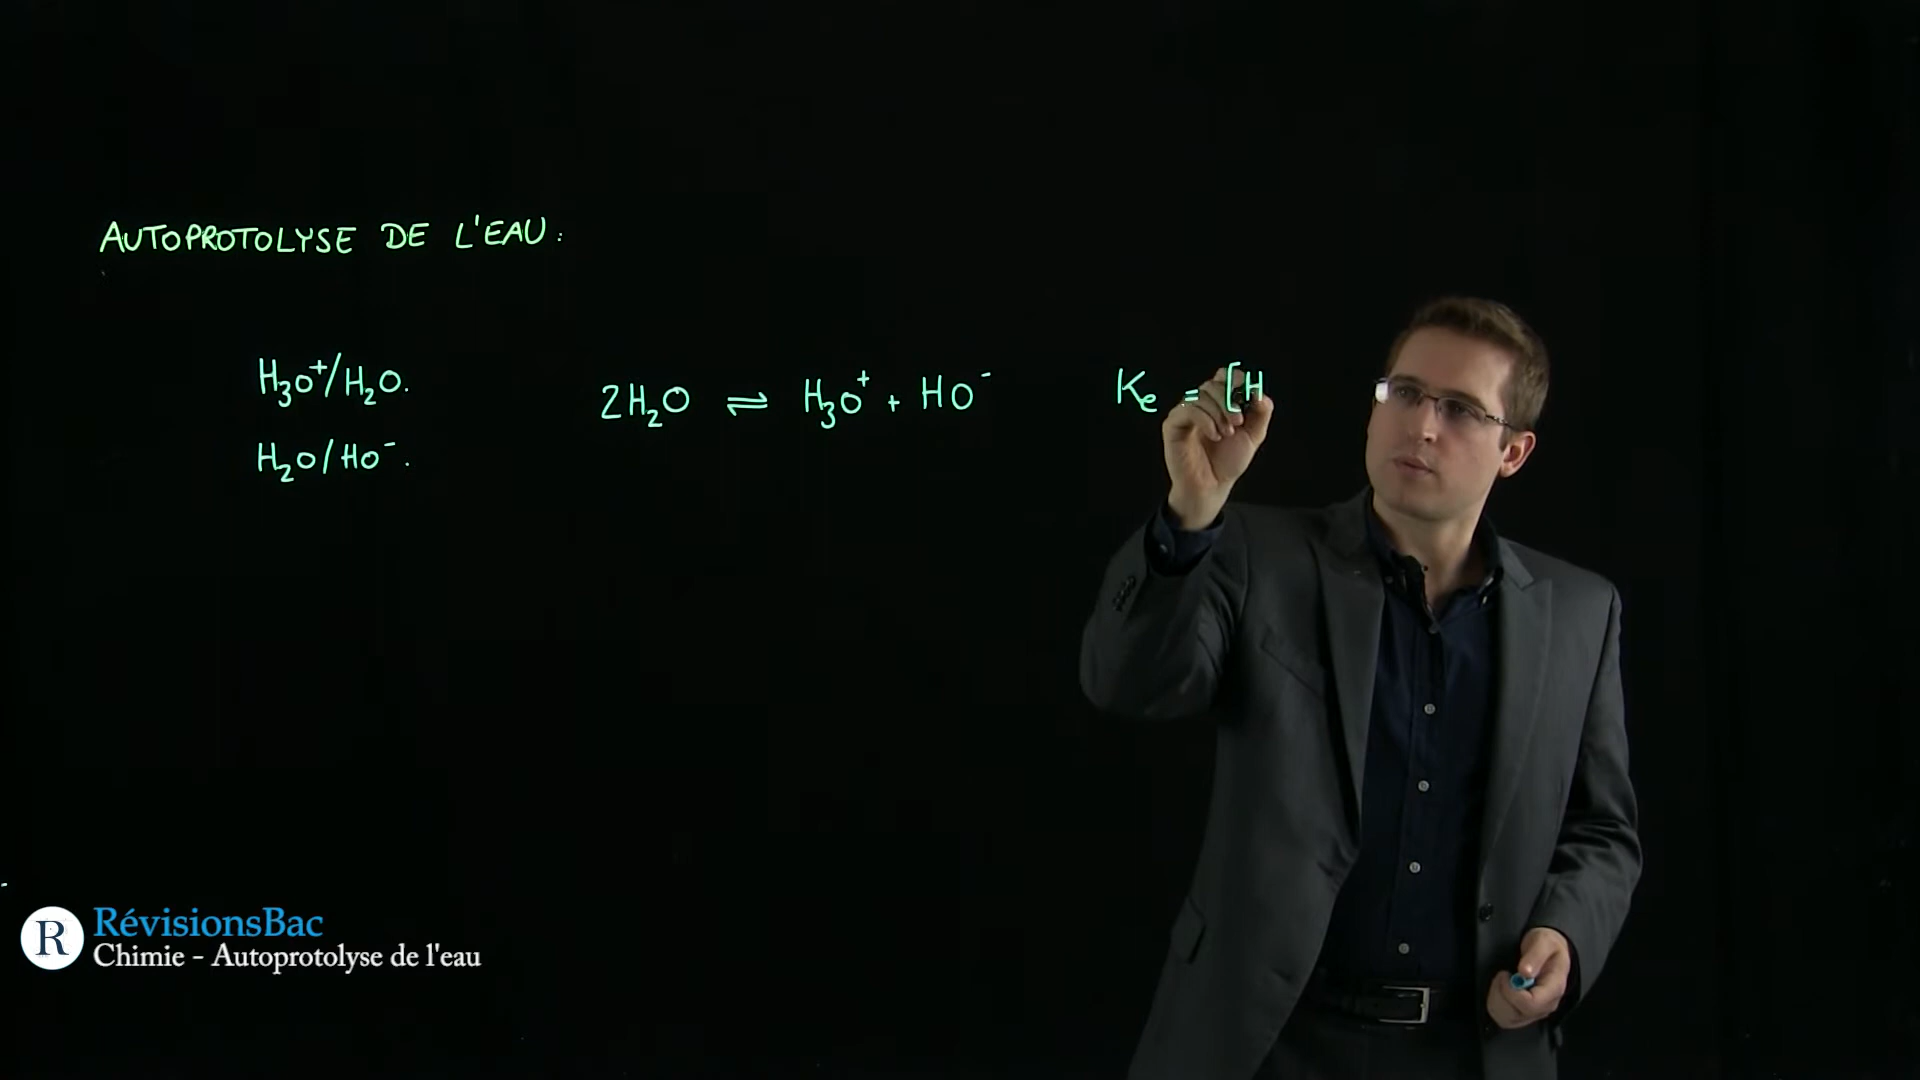 AUTOPROTOLYSE DE L'EAU :
H₃O⁺/H₂O.
H₂O/HO⁻.
2H₂O ⇌ H₃O⁺ + HO⁻
Ke = [H
R
RévisionsBac
Chimie - Autoprotolyse de l'eau